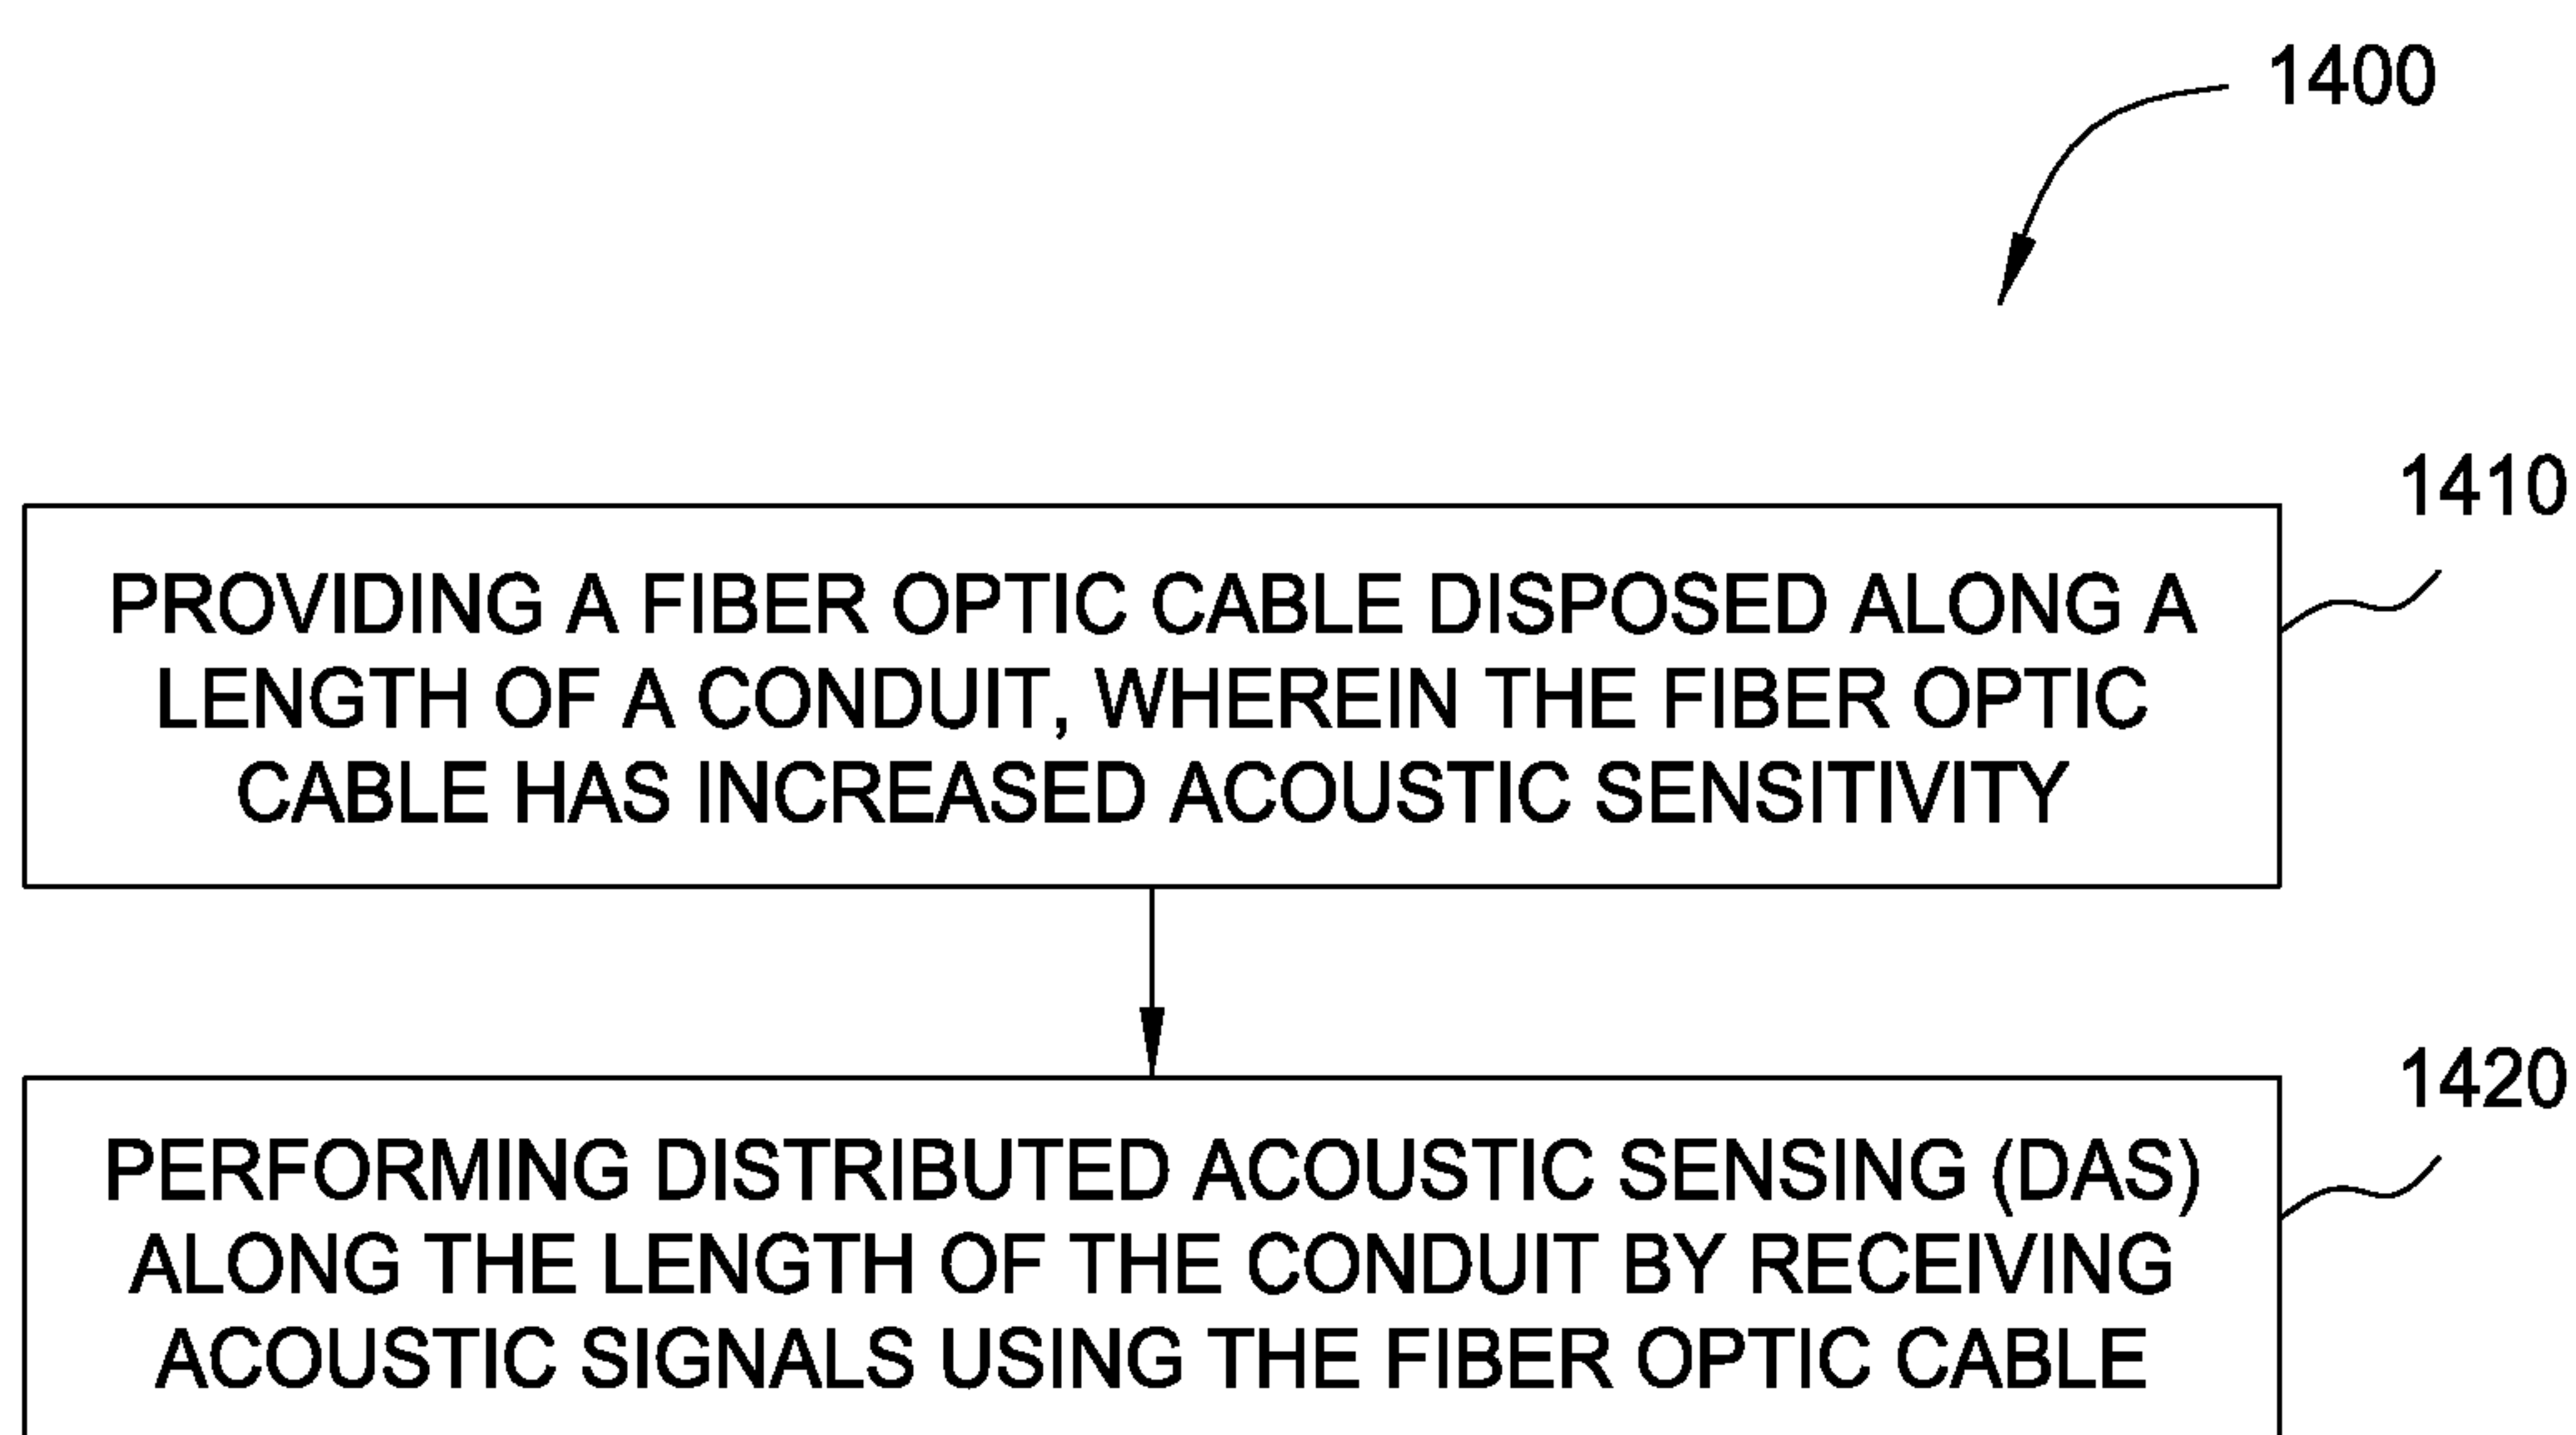 1400
1410
PROVIDING A FIBER OPTIC CABLE DISPOSED ALONG A
LENGTH OF A CONDUIT, WHEREIN THE FIBER OPTIC
CABLE HAS INCREASED ACOUSTIC SENSITIVITY
1420
PERFORMING DISTRIBUTED ACOUSTIC SENSING (DAS)
ALONG THE LENGTH OF THE CONDUIT BY RECEIVING
ACOUSTIC SIGNALS USING THE FIBER OPTIC CABLE